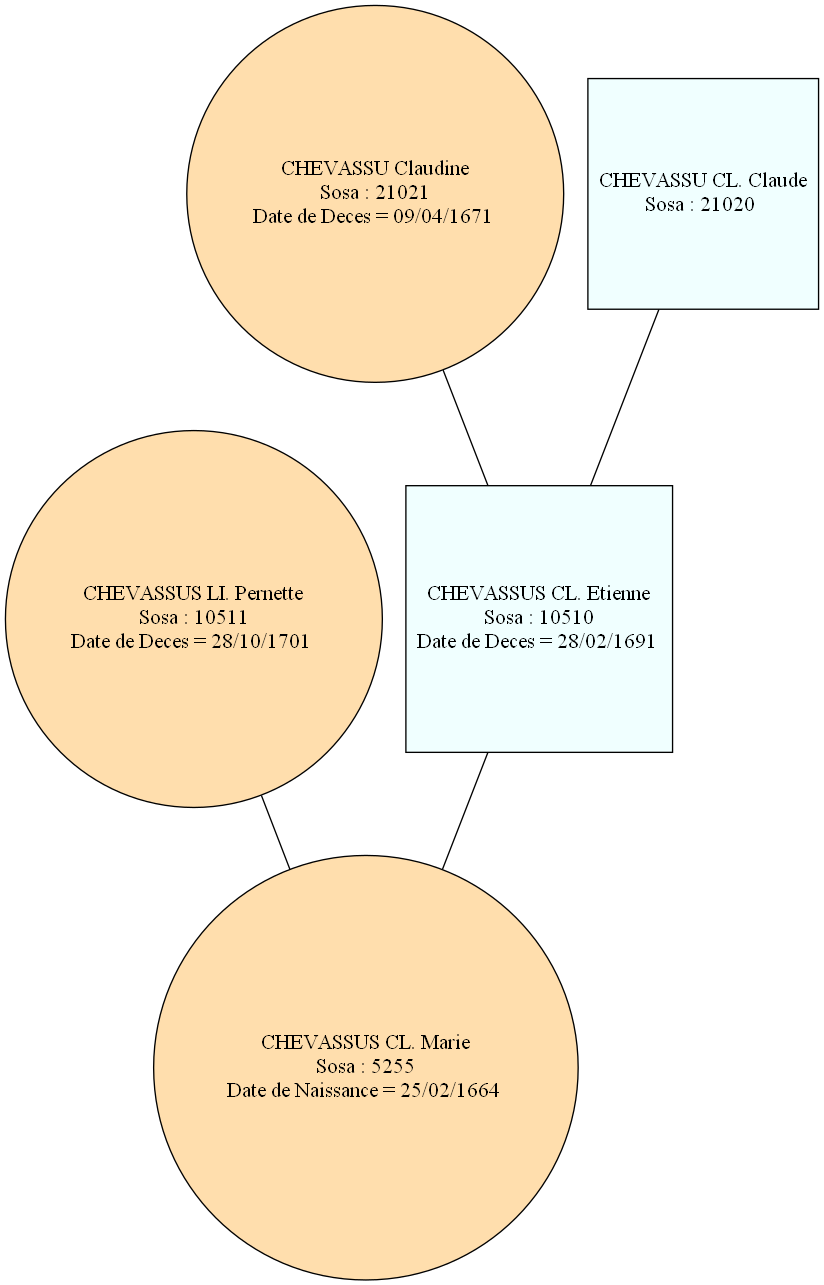 CHEVASSU Claudine
Sosa : 21021
Date de Deces = 09/04/1671
CHEVASSU CL. Claude
Sosa : 21020
CHEVASSUS LI. Pernette
Sosa : 10511
Date de Deces = 28/10/1701
CHEVASSUS CL. Etienne
Sosa : 10510
Date de Deces = 28/02/1691
CHEVASSUS CL. Marie
Sosa : 5255
Date de Naissance = 25/02/1664